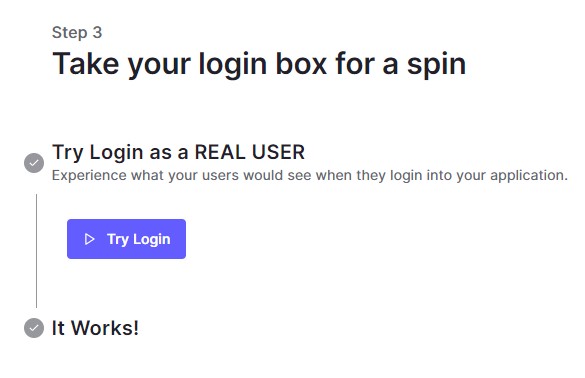 Step 3
Take your login box for a spin
Try Login as a REAL USER
Experience what your users would see when they login into your application.
Try Login
It Works!